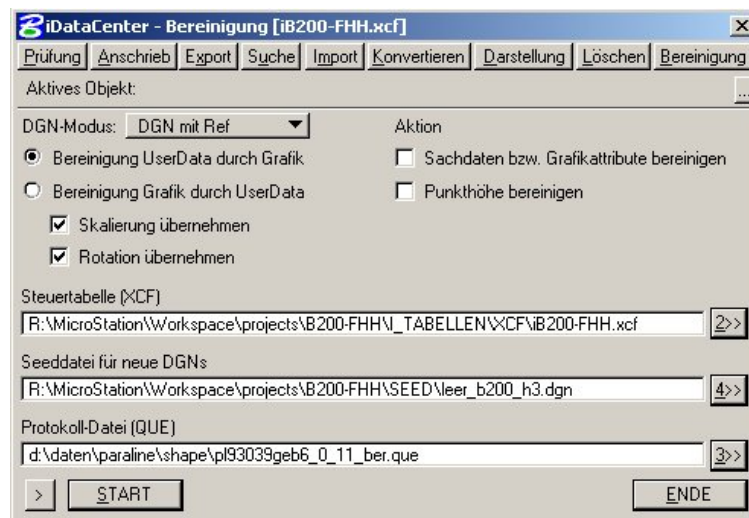 iDataCenter - Bereinigung [iB200-FHH.xcf]
Prüfung Anschrieb Export Suche Import Konvertieren Darstellung Löschen Bereinigung
Aktives Objekt: ...
DGN-Modus: DGN mit Ref Aktion
Bereinigung UserData durch Grafik Sachdaten bzw. Grafikattribute bereinigen
Bereinigung Grafik durch UserData Punkthöhe bereinigen
Skalierung übernehmen
Rotation übernehmen
Steuertabelle (XCF)
R:\MicroStation\Workspace\projects\B200-FHH\I_TABELLEN\XCF\iB200-FHH.xcf 2>>
Seeddatei für neue DGNs
R:\MicroStation\Workspace\projects\B200-FHH\SEED\leer_b200_h3.dgn 4>>
Protokoll-Datei (QUE)
d:\daten\paraline\shape\pl93039geb6_0_11_ber.que 3>>
> START ENDE